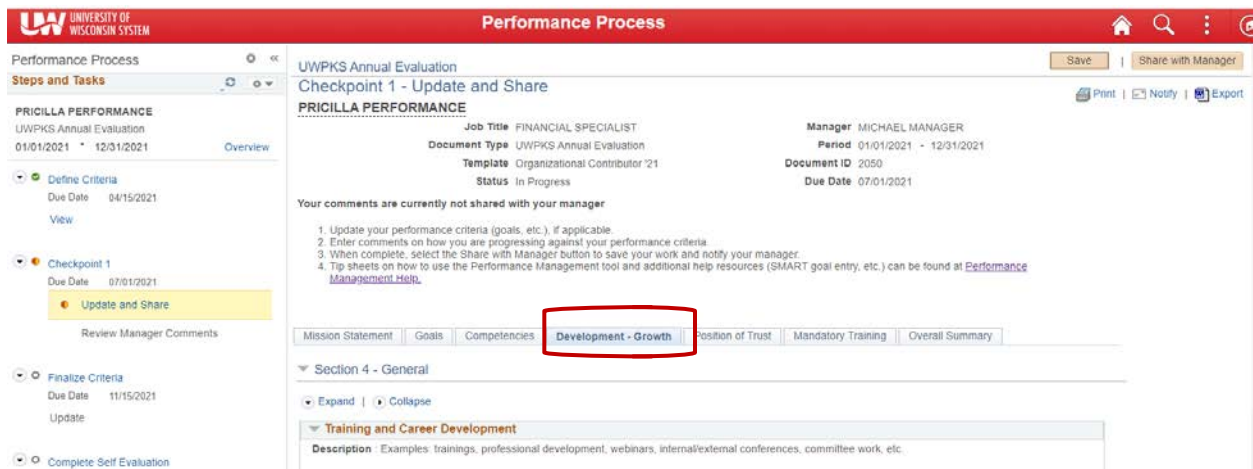 UNIVERSITY OF
WISCONSIN SYSTEM
Performance Process
Performance Process
Steps and Tasks
PRICILLA PERFORMANCE
UWPKS Annual Evaluation
01/01/2021 - 12/31/2021 Overview
Define Criteria
Due Date 04/15/2021
View
Checkpoint 1
Due Date 07/01/2021
Update and Share
Review Manager Comments
Finalize Criteria
Due Date 11/15/2021
Update
Complete Self Evaluation
UWPKS Annual Evaluation
Save | Share with Manager
Checkpoint 1 - Update and Share
Print | Notify | Export
PRICILLA PERFORMANCE
Job Title FINANCIAL SPECIALIST Manager MICHAEL MANAGER
Document Type UWPKS Annual Evaluation Period 01/01/2021 - 12/31/2021
Template Organizational Contributor '21 Document ID 2050
Status In Progress Due Date 07/01/2021
Your comments are currently not shared with your manager
1. Update your performance criteria (goals, etc.), if applicable.
2. Enter comments on how you are progressing against your performance criteria.
3. When complete, select the Share with Manager button to save your work and notify your manager.
4. Tip sheets on how to use the Performance Management tool and additional help resources (SMART goal entry, etc.) can be found at Performance
Management Help.
Mission Statement Goals Competencies Development - Growth Position of Trust Mandatory Training Overall Summary
Section 4 - General
Expand | Collapse
Training and Career Development
Description : Examples: trainings, professional development, webinars, internal/external conferences, committee work, etc.